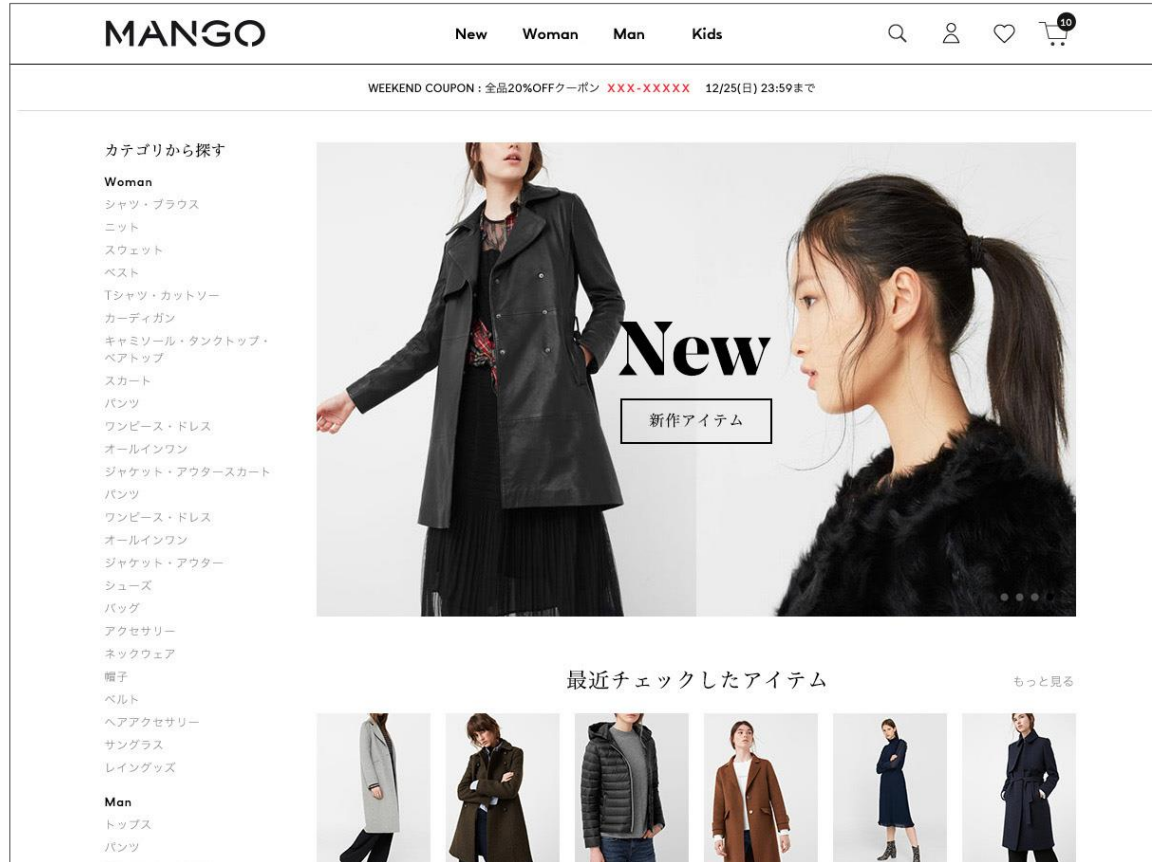 MANGO
New Woman Man Kids
10
WEEKEND COUPON : 全品20%OFFクーポン XXX-XXXXX 12/25(日) 23:59まで
カテゴリから探す
Woman
シャツ・ブラウス
ニット
スウェット
ベスト
Tシャツ・カットソー
カーディガン
キャミソール・タンクトップ・
ベアトップ
スカート
パンツ
ワンピース・ドレス
オールインワン
ジャケット・アウタースカート
パンツ
ワンピース・ドレス
オールインワン
ジャケット・アウター
シューズ
バッグ
アクセサリー
ネックウェア
帽子
ベルト
ヘアアクセサリー
サングラス
レイングッズ
Man
トップス
パンツ
New
新作アイテム
最近チェックしたアイテム
もっと見る